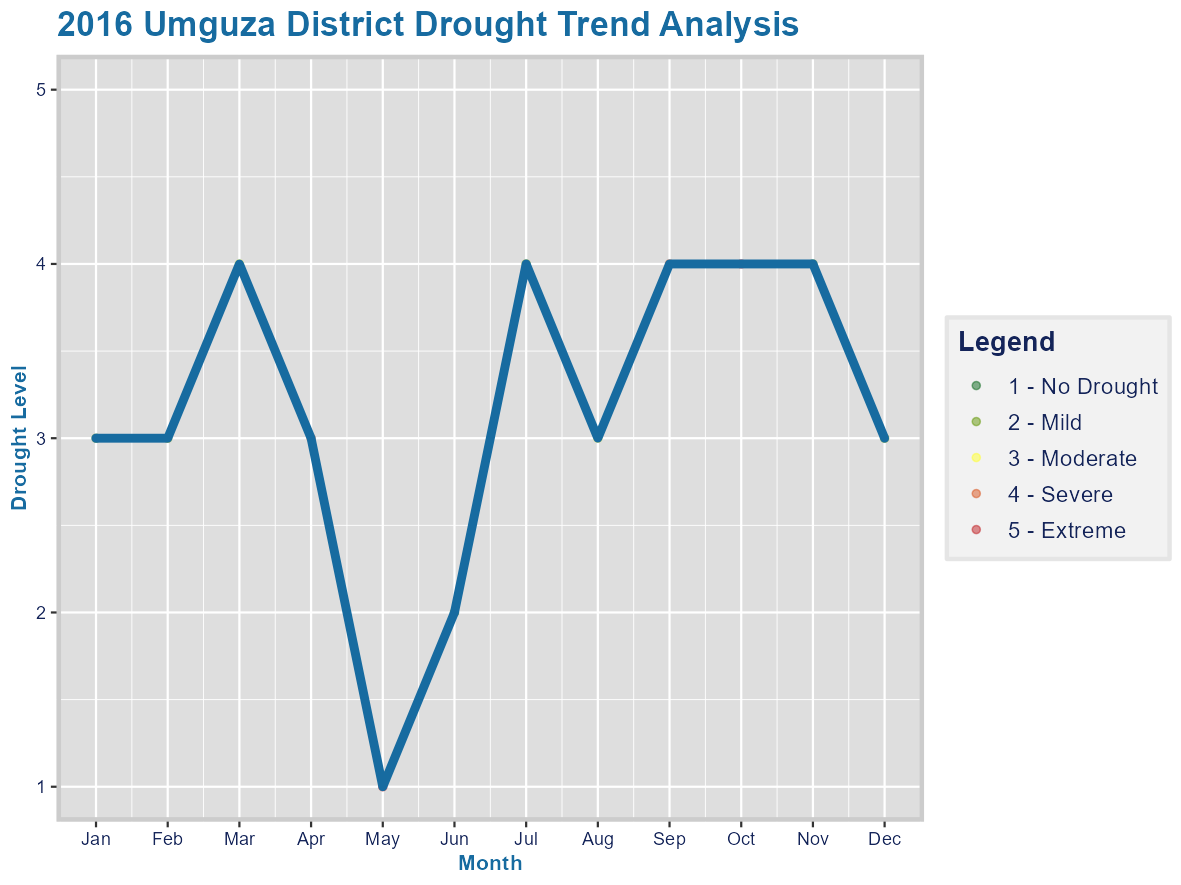 2016 Umguza District Drought Trend Analysis
5
4
3
2
1
Drought Level
Jan Feb Mar Apr May Jun Jul Aug Sep Oct Nov Dec
Month
Legend
1 - No Drought
2 - Mild
3 - Moderate
4 - Severe
5 - Extreme